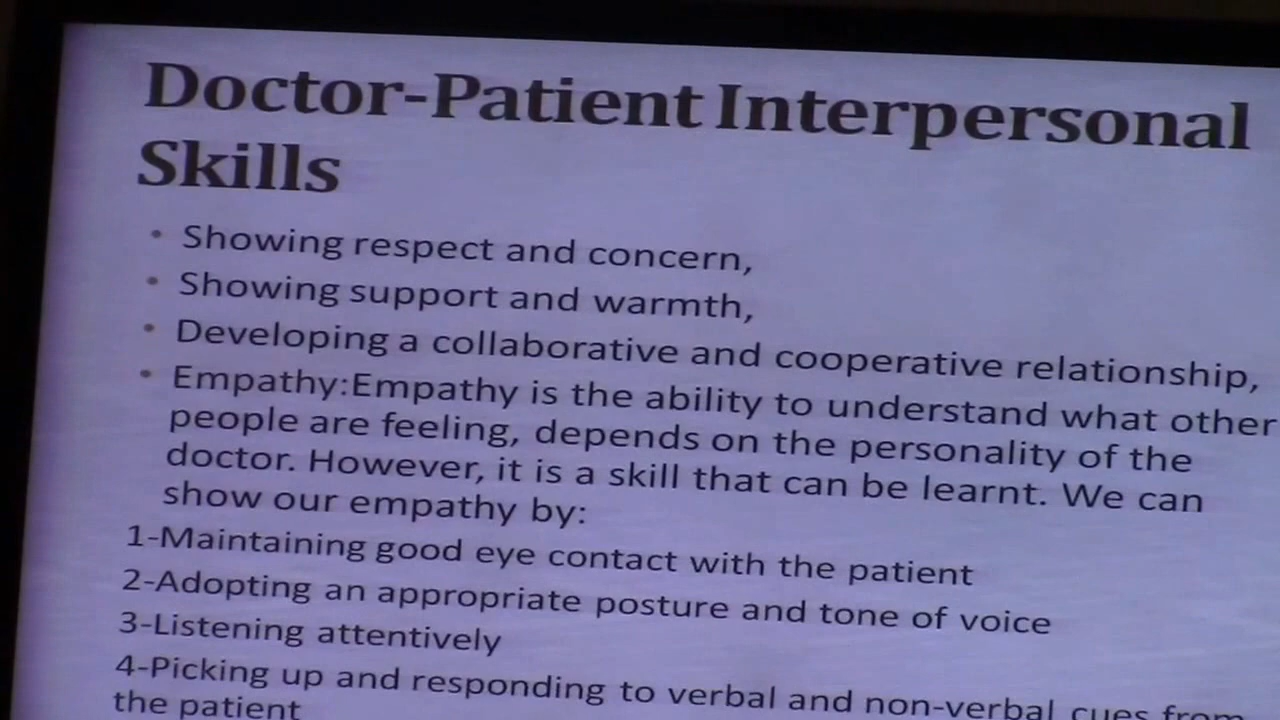 Doctor-Patient Interpersonal
Skills
• Showing respect and concern,
• Showing support and warmth,
• Developing a collaborative and cooperative relationship,
• Empathy:Empathy is the ability to understand what other
people are feeling, depends on the personality of the
doctor. However, it is a skill that can be learnt. We can
show our empathy by:
1-Maintaining good eye contact with the patient
2-Adopting an appropriate posture and tone of voice
3-Listening attentively
4-Picking up and responding to verbal and non-verbal cues from
the patient